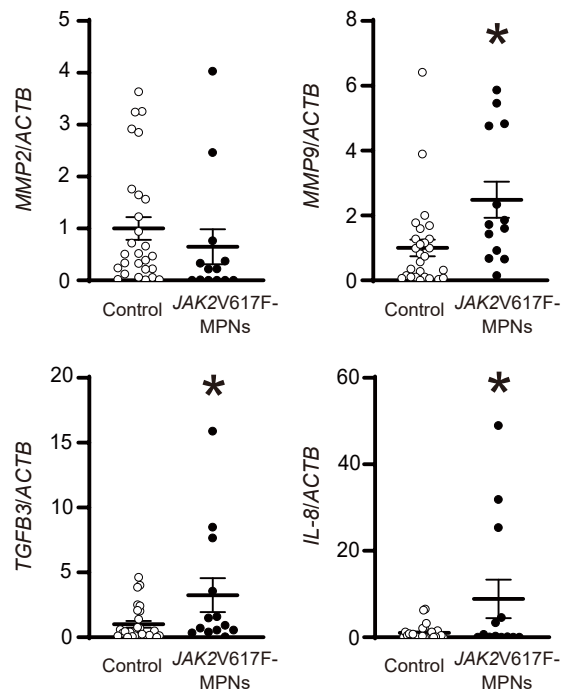 5
4
3
2
1
0
MMP2/ACTB
Control
JAK2V617F-
MPNs
8
6
4
2
0
MMP9/ACTB
*
Control
JAK2V617F-
MPNs
20
15
10
5
0
TGFB3/ACTB
*
Control
JAK2V617F-
MPNs
60
40
20
0
IL-8/ACTB
*
Control
JAK2V617F-
MPNs